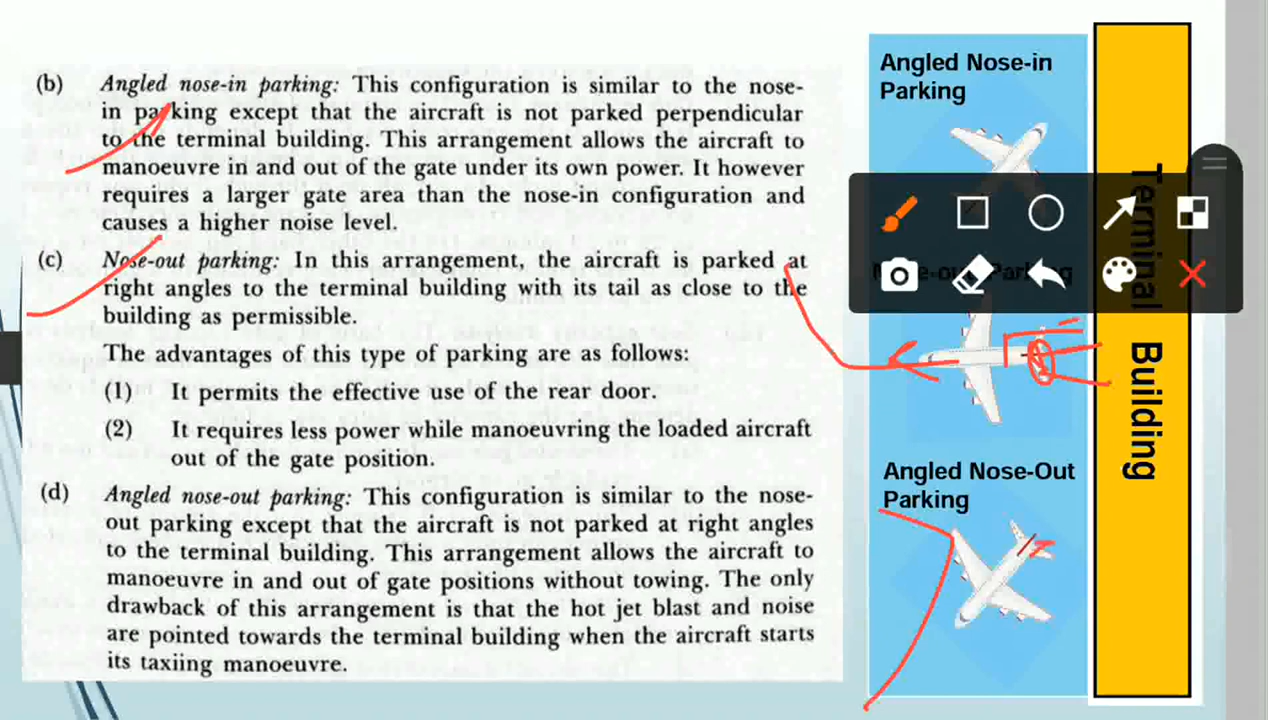 (b) Angled nose-in parking: This configuration is similar to the nose-
in parking except that the aircraft is not parked perpendicular
to the terminal building. This arrangement allows the aircraft to
manoeuvre in and out of the gate under its own power. It however
requires a larger gate area than the nose-in configuration and
causes a higher noise level.
(c) Nose-out parking: In this arrangement, the aircraft is parked at
right angles to the terminal building with its tail as close to the
building as permissible.
The advantages of this type of parking are as follows:
(1) It permits the effective use of the rear door.
(2) It requires less power while manoeuvring the loaded aircraft
out of the gate position.
(d) Angled nose-out parking: This configuration is similar to the nose-
out parking except that the aircraft is not parked at right angles
to the terminal building. This arrangement allows the aircraft to
manoeuvre in and out of gate positions without towing. The only
drawback of this arrangement is that the hot jet blast and noise
are pointed towards the terminal building when the aircraft starts
its taxiing manoeuvre.
Angled Nose-in
Parking
Nose-out Parking
Angled Nose-Out
Parking
Terminal Building